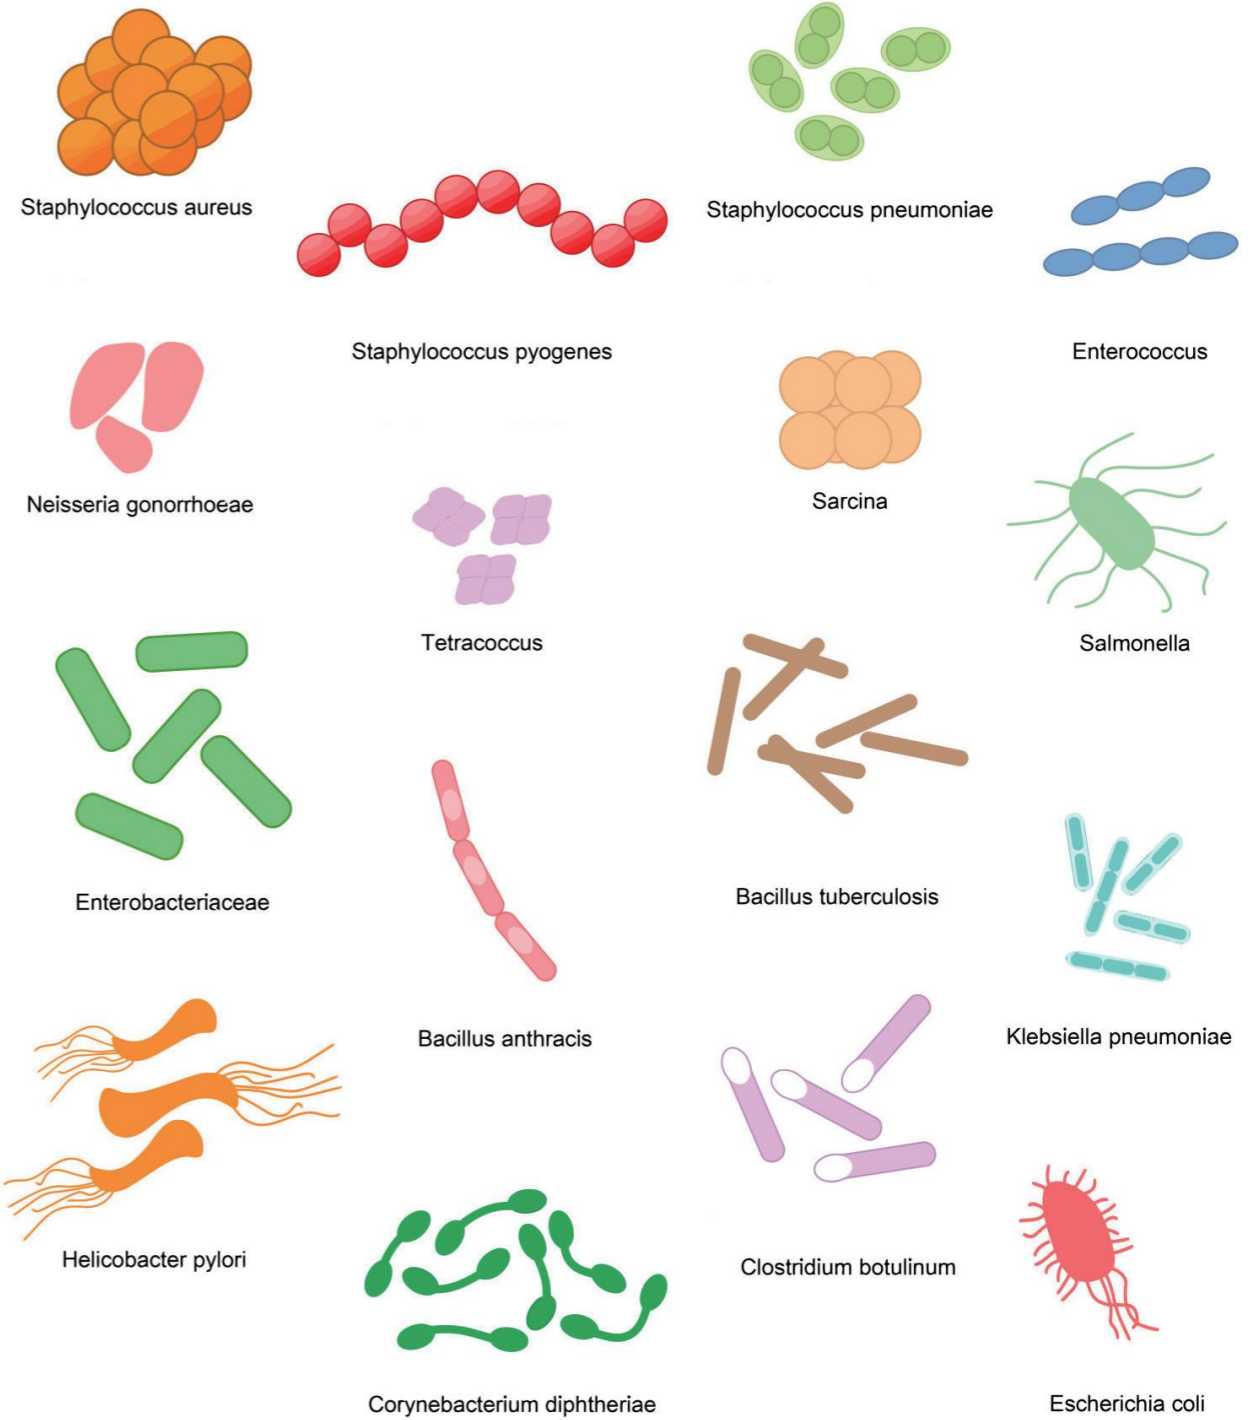 Staphylococcus aureus
Staphylococcus pneumoniae
Staphylococcus pyogenes
Enterococcus
Neisseria gonorrhoeae
Sarcina
Tetracoccus
Salmonella
Enterobacteriaceae
Bacillus tuberculosis
Bacillus anthracis
Klebsiella pneumoniae
Helicobacter pylori
Clostridium botulinum
Corynebacterium diphtheriae
Escherichia coli